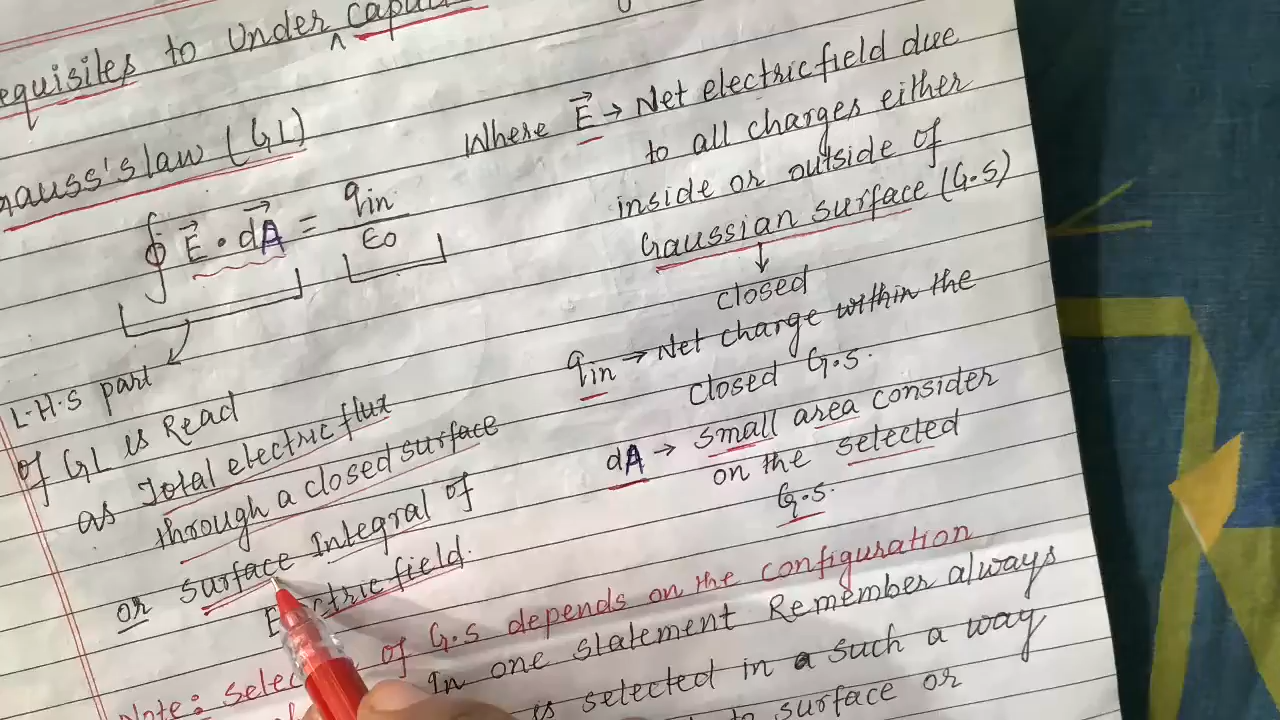 to Under
Gauss's law (GL)
∮ E⃗ • dA⃗ = qin / ε0
L.H.S part
of GL is Read
as Total electric flux
through a closed surface
or surface Integral of
Electric field.
Where E⃗ → Net electric field due
to all charges either
inside or outside of
Gaussian surface (G.S)
↓
closed
qin → Net charge within the
closed G.S.
dA → small area consider
on the selected
G.S.
Note: of G.S depends on the configuration
In one statement Remember always
is selected in a such a way
surface or